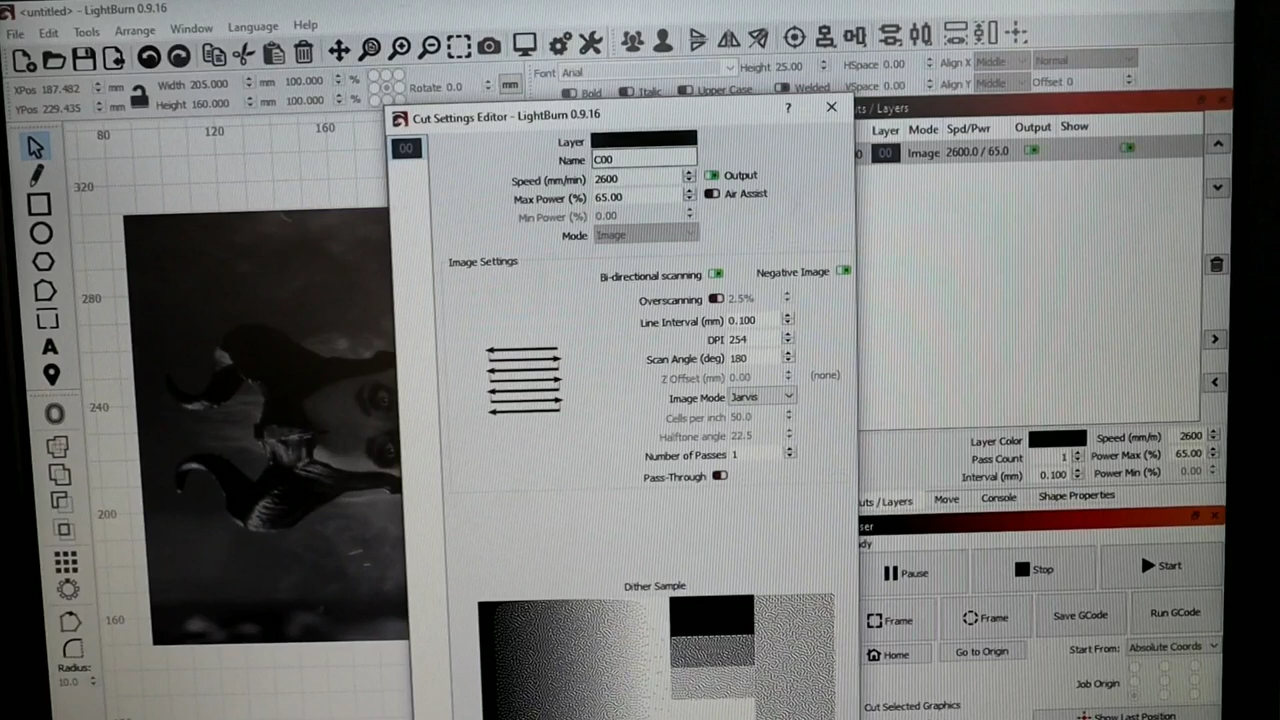 <untitled> - LightBurn 0.9.16
File Edit Tools Arrange Window Language Help
XPos 187.482 mm
YPos 229.435 mm
Width 205.000 mm 100.000 %
Height 160.000 mm 100.000 %
Rotate 0.0 mm
Font Arial
Height 25.00
HSpace 0.00
Align X Middle
Normal
Bold Italic Upper Case Welded
VSpace 0.00
Align Y Middle
Offset 0
80 120 160
320
280
240
200
160
Radius:
10.0
Cut Settings Editor - LightBurn 0.9.16
? ×
00
Layer
Name C00
Speed (mm/min) 2600
Output
Max Power (%) 65.00
Air Assist
Min Power (%) 0.00
Mode Image
Image Settings
Bi-directional scanning
Negative Image
Overscanning 2.5%
Line Interval (mm) 0.100
DPI 254
Scan Angle (deg) 180
Z Offset (mm) 0.00 (none)
Image Mode Jarvis
Cells per inch 50.0
Halftone angle 22.5
Number of Passes 1
Pass-Through
Dither Sample
ts / Layers
Layer Mode Spd/Pwr Output Show
00 Image 2600.0 / 65.0
Layer Color
Speed (mm/m) 2600
Pass Count 1
Power Max (%) 65.00
Interval (mm) 0.100
Power Min (%) 0.00
uts / Layers Move Console Shape Properties
ser
dy
Pause Stop Start
Frame Frame Save GCode Run GCode
Home Go to Origin
Start From: Absolute Coords
Job Origin
Cut Selected Graphics
Show Last Position